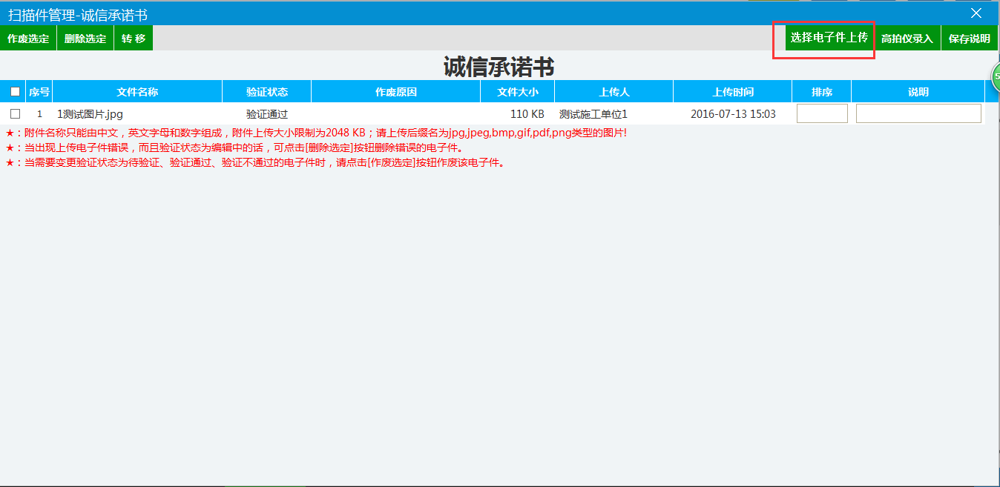 扫描件管理-诚信承诺书
作废选定 删除选定 转 移 选择电子件上传 高拍仪录入 保存说明
诚信承诺书
序号 文件名称 验证状态 作废原因 文件大小 上传人 上传时间 排序 说明
1 1测试图片.jpg 验证通过 110 KB 测试施工单位1 2016-07-13 15:03
★：附件名称只能由中文，英文字母和数字组成，附件上传大小限制为2048 KB；请上传后缀名为jpg,jpeg,bmp,gif,pdf,png类型的图片!
★：当出现上传电子件错误，而且验证状态为编辑中的话，可点击[删除选定]按钮删除错误的电子件。
★：当需要变更验证状态为待验证、验证通过、验证不通过的电子件时，请点击[作废选定]按钮作废该电子件。